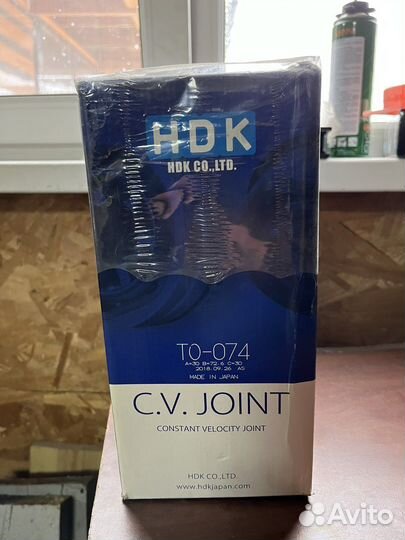 HDK
HDK CO.,LTD.
TO-074
A=30 B=72.6 C=30
2018.09.26 AS
MADE IN JAPAN
C.V. JOINT
CONSTANT VELOCITY JOINT
HDK CO.,LTD.
www.hdkjapan.com
Avito